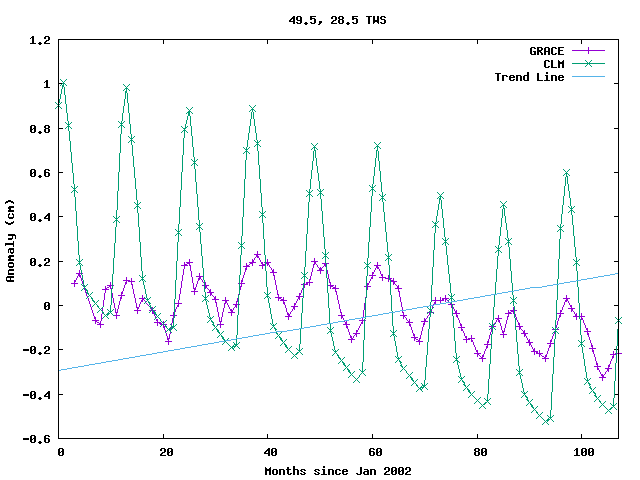 49.5, 28.5 TWS
GRACE
CLM
Trend Line
1.2
1
0.8
0.6
0.4
0.2
0
-0.2
-0.4
-0.6
Anomaly (cm)
0 20 40 60 80 100
Months since Jan 2002